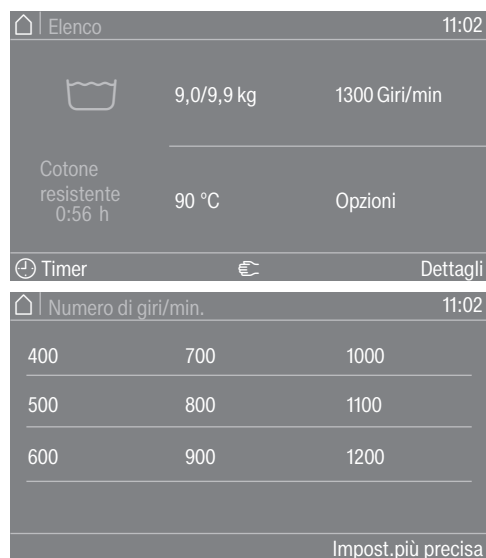 Elenco 11:02
9,0/9,9 kg 1300 Giri/min
Cotone
resistente
0:56 h
90 °C Opzioni
Timer Dettagli
Numero di giri/min. 11:02
400 700 1000
500 800 1100
600 900 1200
Impost.più precisa